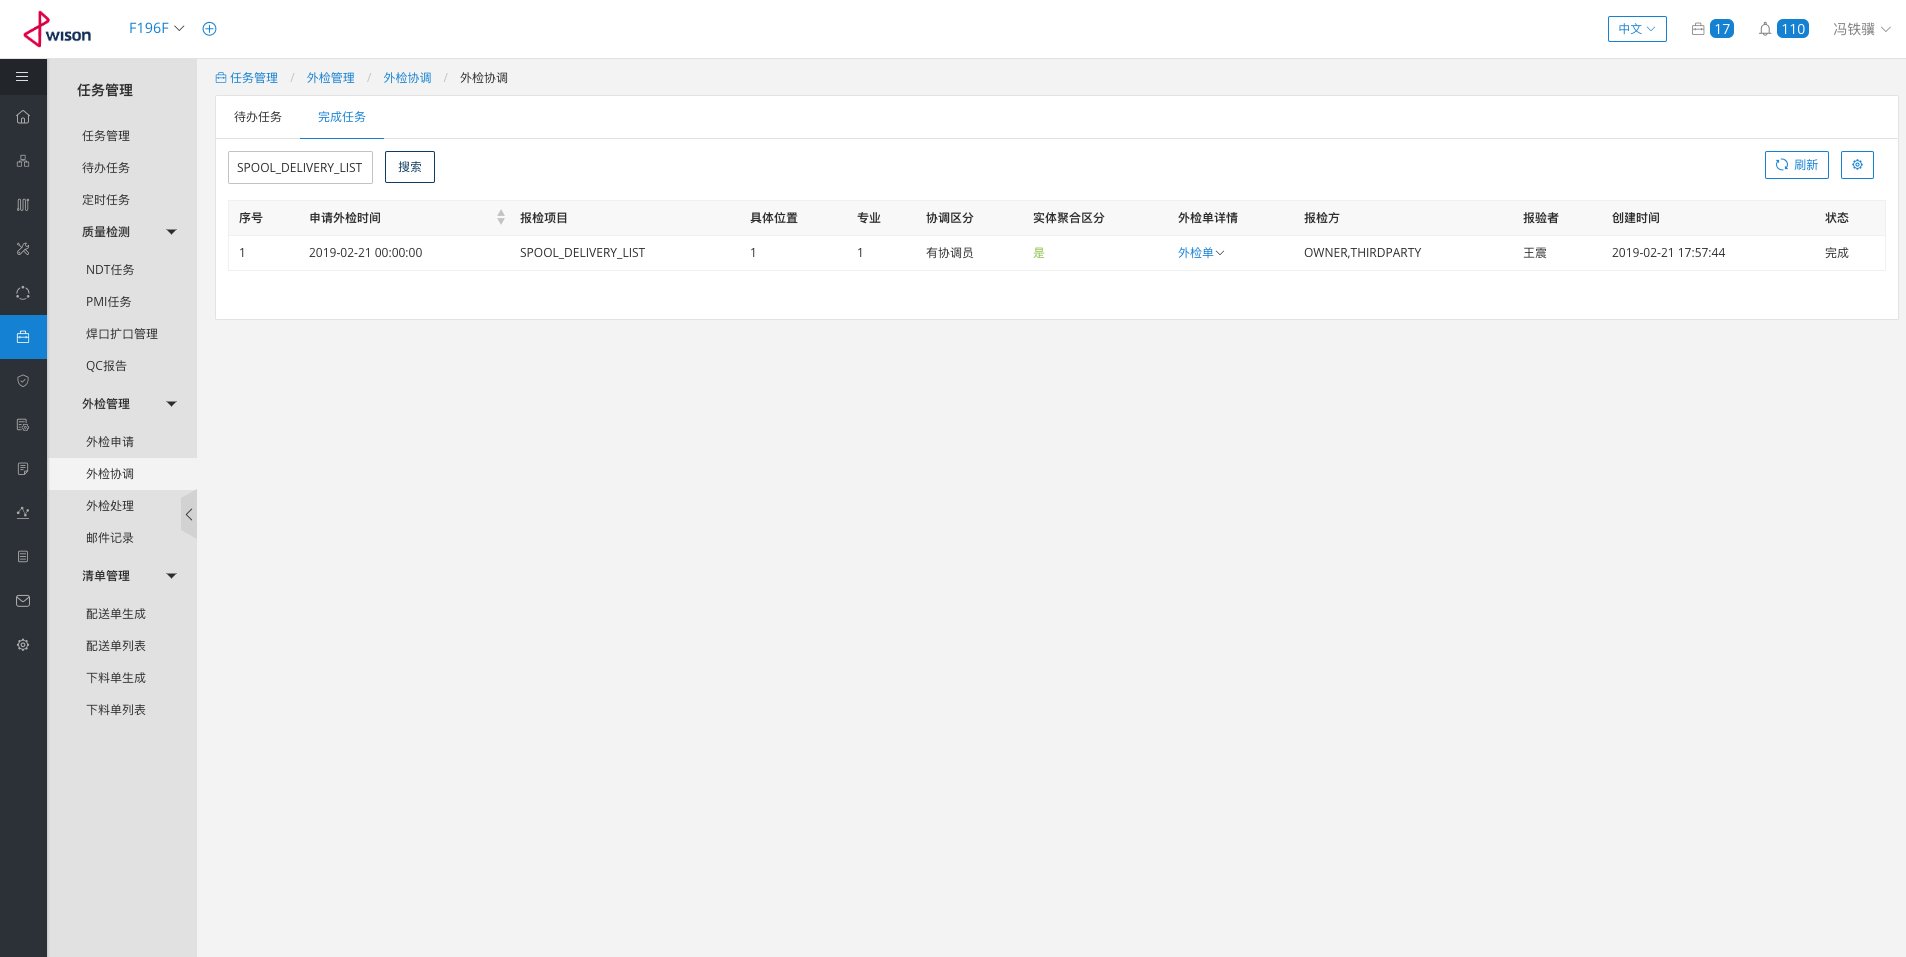 wison F196F 中文 17 110 冯铁骥
任务管理 / 外检管理 / 外检协调 / 外检协调
任务管理
任务管理
待办任务
定时任务
质量检测
NDT任务
PMI任务
焊口扩口管理
QC报告
外检管理
外检申请
外检协调
外检处理
邮件记录
清单管理
配送单生成
配送单列表
下料单生成
下料单列表
待办任务 完成任务
SPOOL_DELIVERY_LIST 搜索 刷新
序号 申请外检时间 报检项目 具体位置 专业 协调区分 实体聚合区分 外检单详情 报检方 报验者 创建时间 状态
1 2019-02-21 00:00:00 SPOOL_DELIVERY_LIST 1 1 有协调员 是 外检单 OWNER,THIRDPARTY 王震 2019-02-21 17:57:44 完成